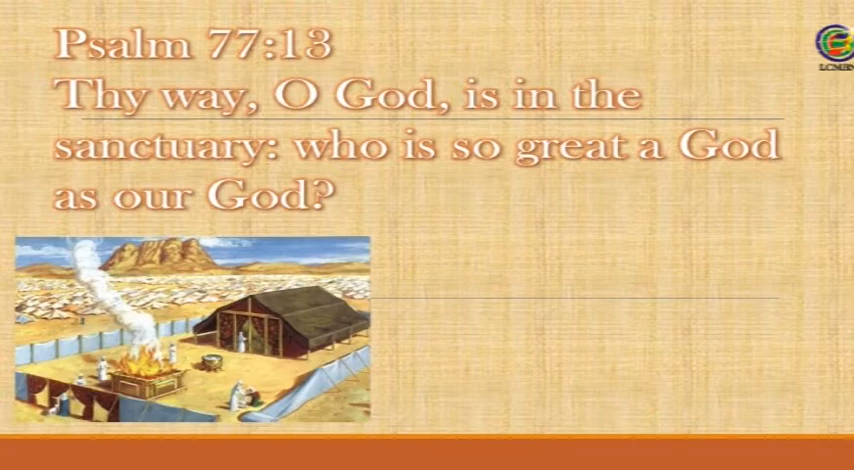 Psalm 77:13
Thy way, O God, is in the
sanctuary: who is so great a God
as our God?